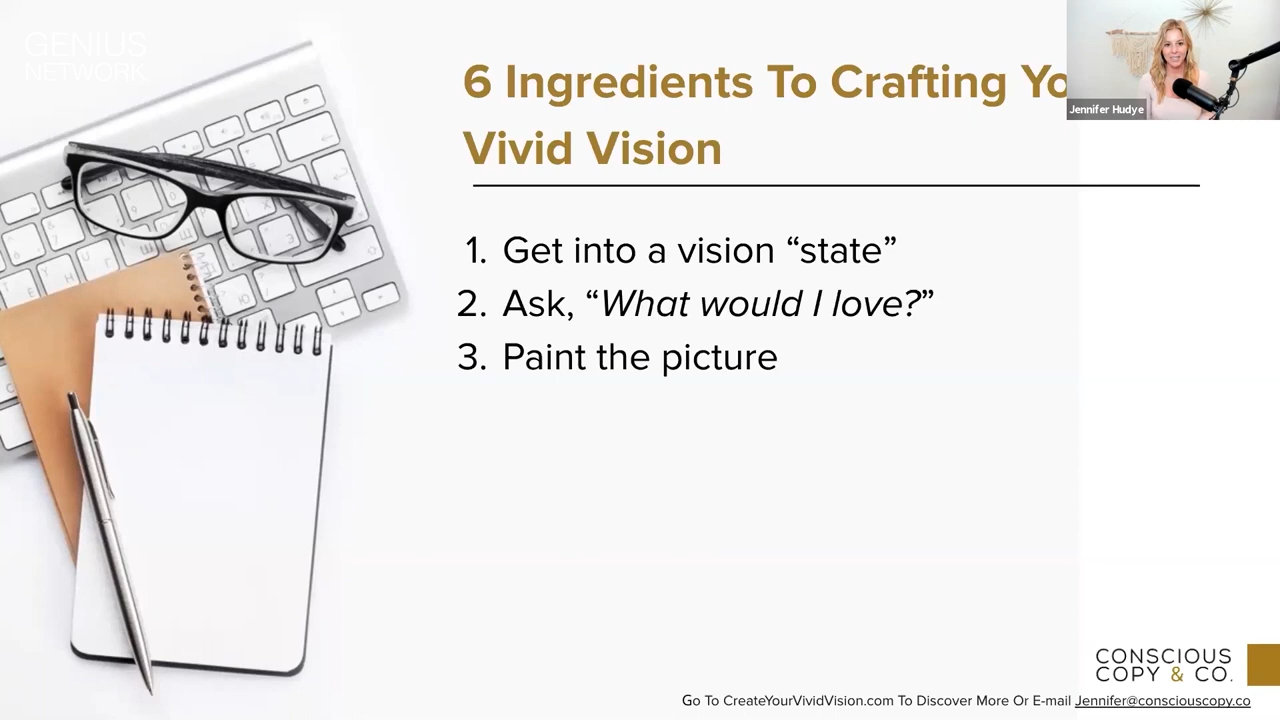 GENIUS
NETWORK
6 Ingredients To Crafting Yo
Vivid Vision
Jennifer Hudye
1. Get into a vision “state”
2. Ask, “What would I love?”
3. Paint the picture
CONSCIOUS
COPY & CO.
Go To CreateYourVividVision.com To Discover More Or E-mail Jennifer@consciouscopy.co